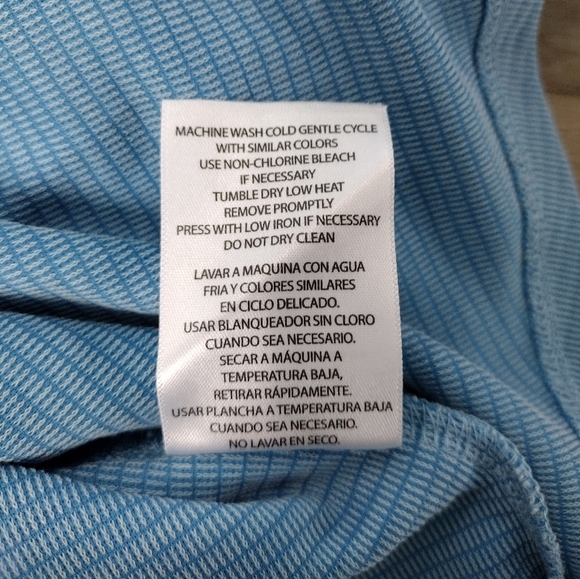 MACHINE WASH COLD GENTLE CYCLE
WITH SIMILAR COLORS
USE NON-CHLORINE BLEACH
IF NECESSARY
TUMBLE DRY LOW HEAT
REMOVE PROMPTLY
PRESS WITH LOW IRON IF NECESSARY
DO NOT DRY CLEAN
LAVAR A MAQUINA CON AGUA
FRIA Y COLORES SIMILARES
EN CICLO DELICADO.
USAR BLANQUEADOR SIN CLORO
CUANDO SEA NECESARIO.
SECAR A MÁQUINA A
TEMPERATURA BAJA,
RETIRAR RÁPIDAMENTE.
USAR PLANCHA A TEMPERATURA BAJA
CUANDO SEA NECESARIO.
NO LAVAR EN SECO.